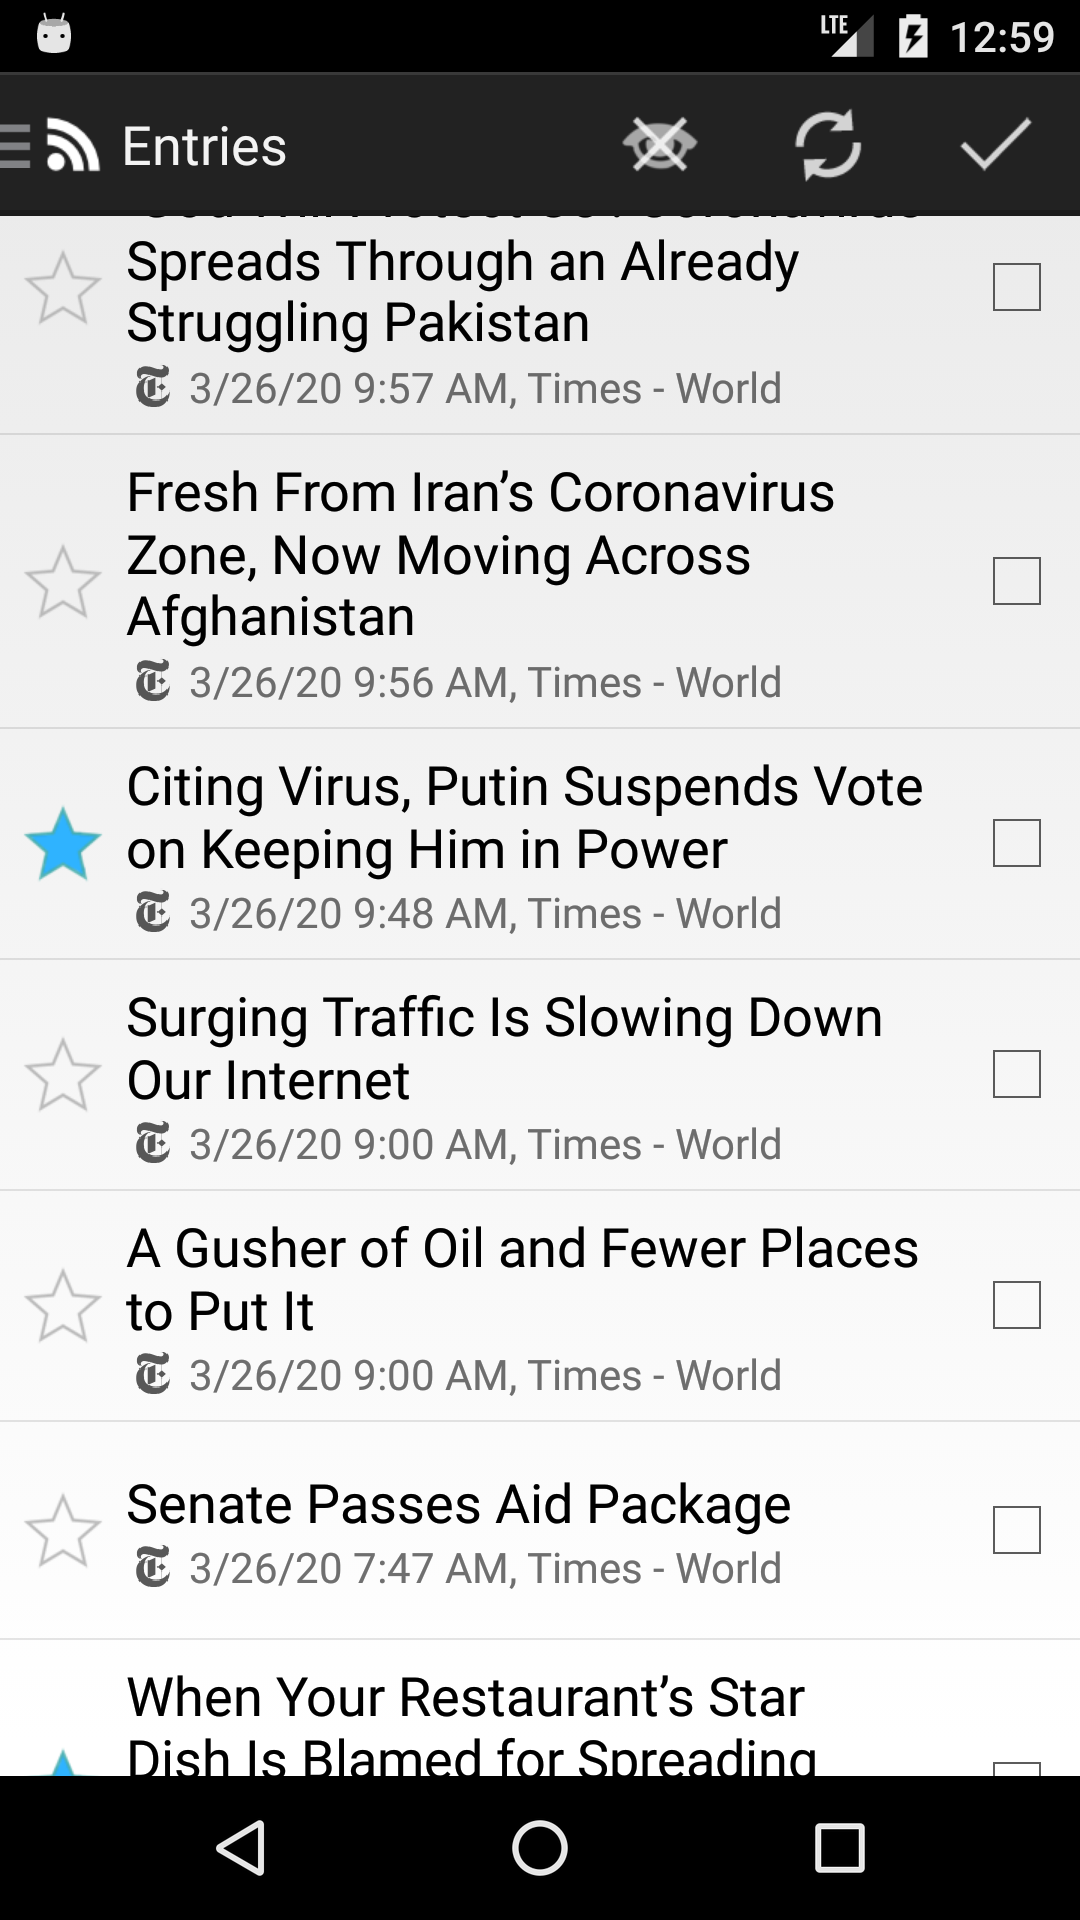 LTE 12:59
Entries
Spreads Through an Already
Struggling Pakistan
3/26/20 9:57 AM, Times - World
Fresh From Iran’s Coronavirus
Zone, Now Moving Across
Afghanistan
3/26/20 9:56 AM, Times - World
Citing Virus, Putin Suspends Vote
on Keeping Him in Power
3/26/20 9:48 AM, Times - World
Surging Traffic Is Slowing Down
Our Internet
3/26/20 9:00 AM, Times - World
A Gusher of Oil and Fewer Places
to Put It
3/26/20 9:00 AM, Times - World
Senate Passes Aid Package
3/26/20 7:47 AM, Times - World
When Your Restaurant’s Star
Dish Is Blamed for Spreading